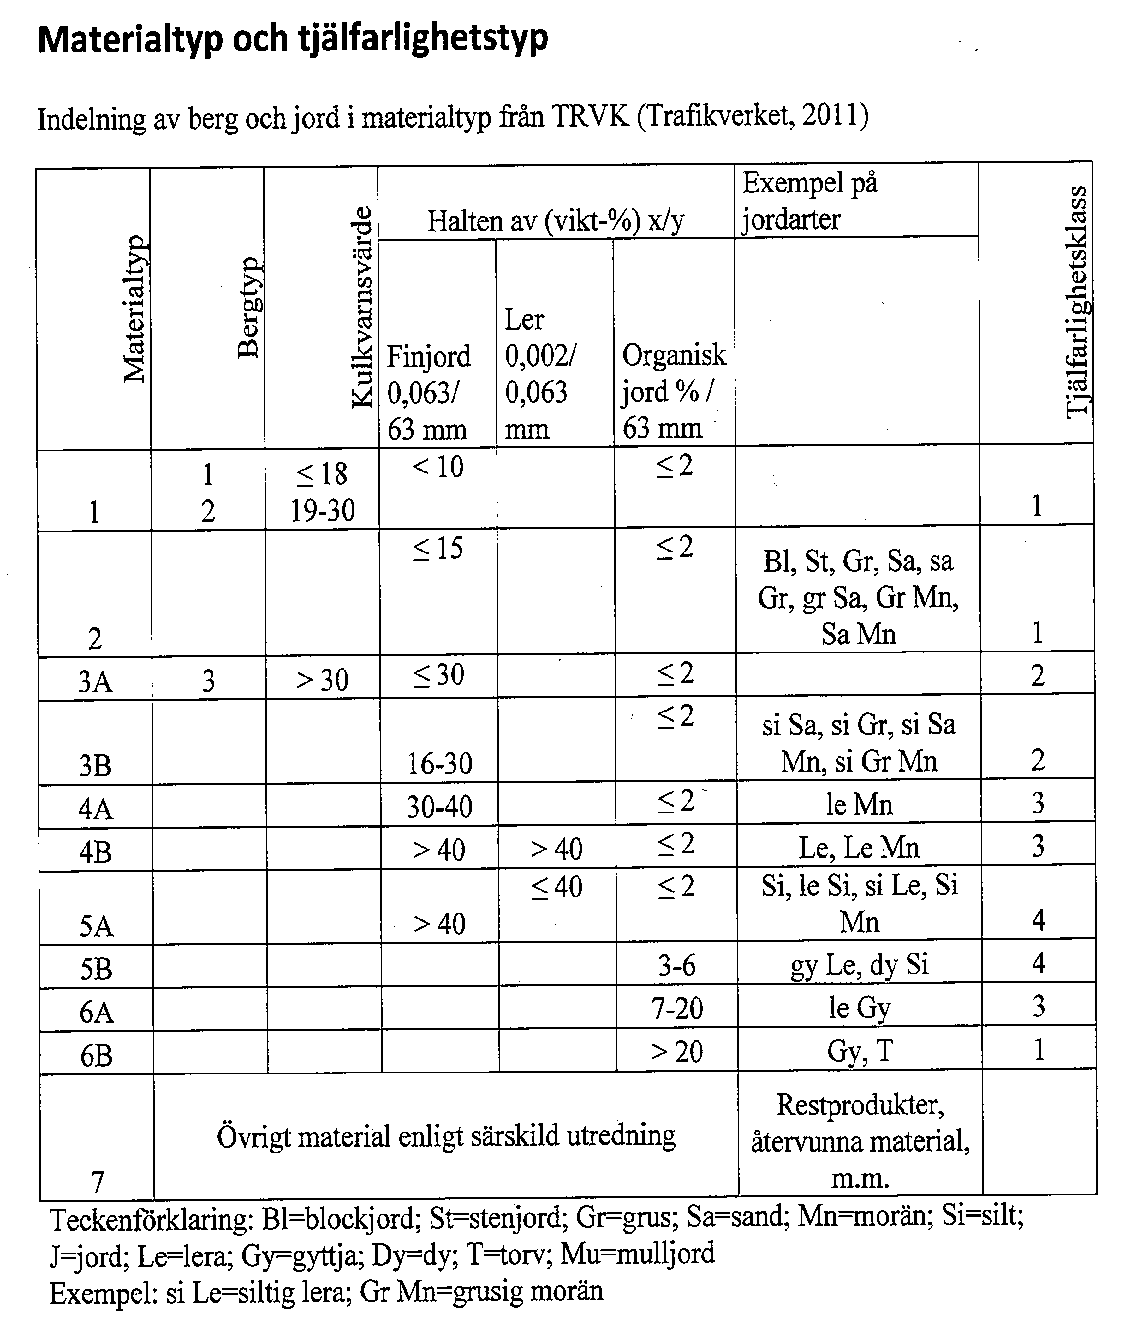 Materialtyp och tjälfarlighetstyp
Indelning av berg och jord i materialtyp från TRVK (Trafikverket, 2011)
Materialtyp
Bergtyp
Kulkvarnsvärde
Halten av (vikt-%) x/y
Exempel på
jordarter
Tjälfarlighetsklass
Finjord
0,063/
63 mm
Ler
0,002/
0,063
mm
Organisk
jord % /
63 mm
1
2
≤ 18
19-30
< 10
≤ 2
1
1
≤ 15
≤ 2
Bl, St, Gr, Sa, sa
Gr, gr Sa, Gr Mn,
Sa Mn
2
1
3A 3 > 30 ≤ 30 ≤ 2 2
≤ 2
si Sa, si Gr, si Sa
3B 16-30 Mn, si Gr Mn 2
4A 30-40 ≤ 2 le Mn 3
4B > 40 > 40 ≤ 2 Le, Le Mn 3
≤ 40 ≤ 2 Si, le Si, si Le, Si
5A > 40 Mn 4
5B 3-6 gy Le, dy Si 4
6A 7-20 le Gy 3
6B > 20 Gy, T 1
Övrigt material enligt särskild utredning
Restprodukter,
återvunna material,
m.m.
7
Teckenförklaring: Bl=blockjord; St=stenjord; Gr=grus; Sa=sand; Mn=morän; Si=silt;
J=jord; Le=lera; Gy=gyttja; Dy=dy; T=torv; Mu=mulljord
Exempel: si Le=siltig lera; Gr Mn=grusig morän